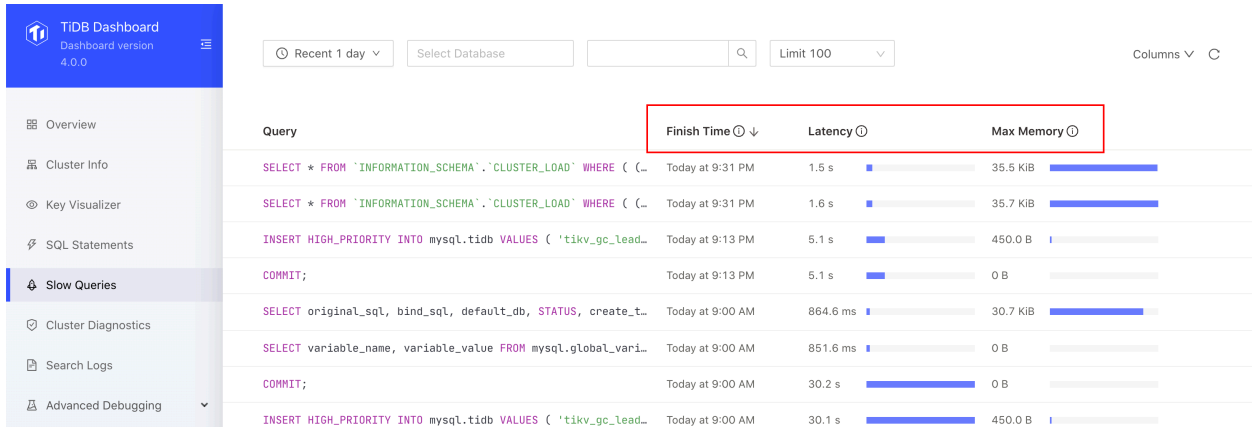 TiDB Dashboard
Dashboard version
4.0.0
Overview
Cluster Info
Key Visualizer
SQL Statements
Slow Queries
Cluster Diagnostics
Search Logs
Advanced Debugging
Recent 1 day Select Database Limit 100 Columns
Query Finish Time Latency Max Memory
SELECT * FROM `INFORMATION_SCHEMA`.`CLUSTER_LOAD` WHERE ( (… Today at 9:31 PM 1.5 s 35.5 KiB
SELECT * FROM `INFORMATION_SCHEMA`.`CLUSTER_LOAD` WHERE ( (… Today at 9:31 PM 1.6 s 35.7 KiB
INSERT HIGH_PRIORITY INTO mysql.tidb VALUES ( 'tikv_gc_lead… Today at 9:13 PM 5.1 s 450.0 B
COMMIT; Today at 9:13 PM 5.1 s 0 B
SELECT original_sql, bind_sql, default_db, STATUS, create_t… Today at 9:00 AM 864.6 ms 30.7 KiB
SELECT variable_name, variable_value FROM mysql.global_vari… Today at 9:00 AM 851.6 ms 0 B
COMMIT; Today at 9:00 AM 30.2 s 0 B
INSERT HIGH_PRIORITY INTO mysql.tidb VALUES ( 'tikv_gc_lead… Today at 9:00 AM 30.1 s 450.0 B